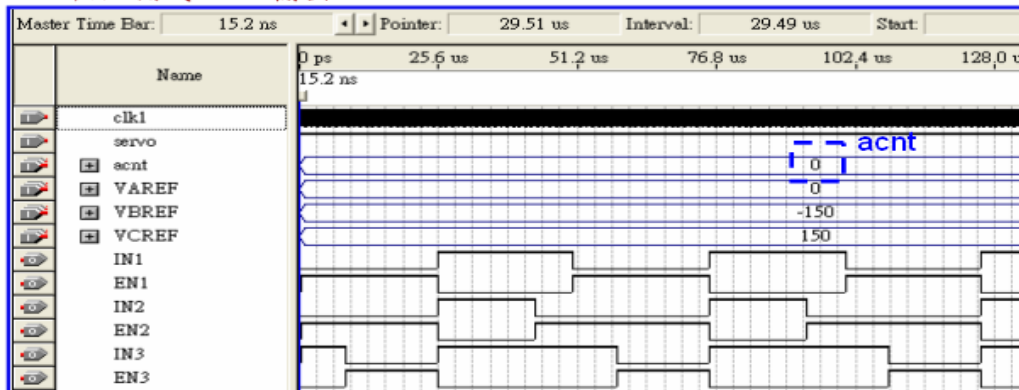 Master Time Bar: 15.2 ns Pointer: 29.51 us Interval: 29.49 us Start:
Name
0 ps 25.6 us 51.2 us 76.8 us 102.4 us 128.0 u
15.2 ns
clk1
servo
acnt
acnt 0
VAREF 0
VBREF -150
VCREF 150
IN1
EN1
IN2
EN2
IN3
EN3